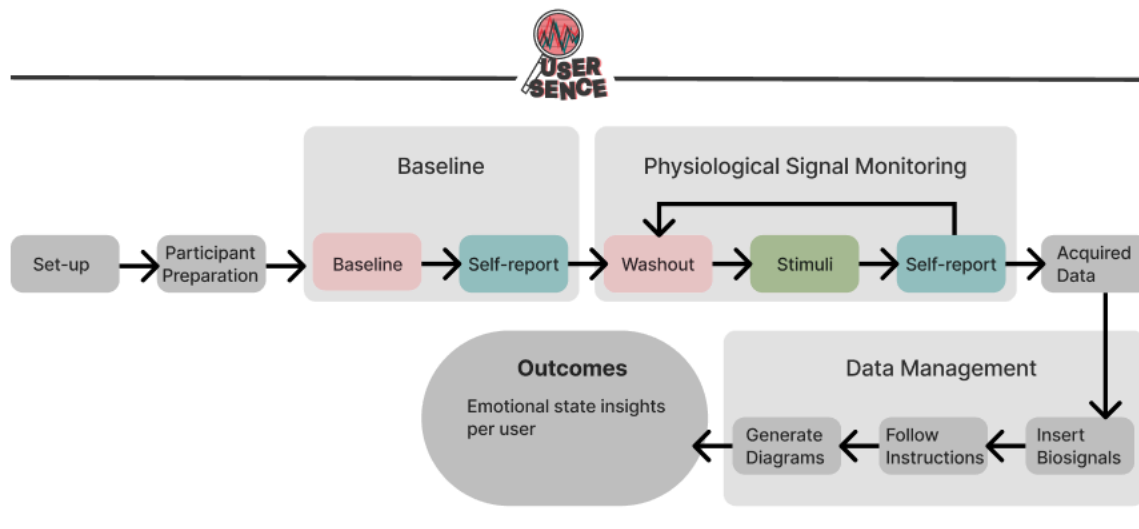 USER
SENCE
Baseline
Physiological Signal Monitoring
Set-up
Participant
Preparation
Baseline
Self-report
Washout
Stimuli
Self-report
Acquired
Data
Outcomes
Emotional state insights
per user
Data Management
Generate
Diagrams
Follow
Instructions
Insert
Biosignals